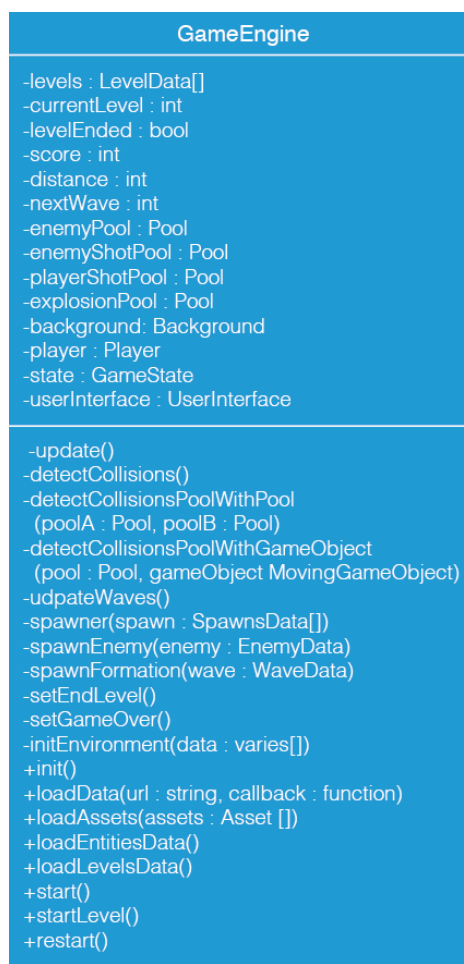 GameEngine
-levels : LevelData[]
-currentLevel : int
-levelEnded : bool
-score : int
-distance : int
-nextWave : int
-enemyPool : Pool
-enemyShotPool : Pool
-playerShotPool : Pool
-explosionPool : Pool
-background: Background
-player : Player
-state : GameState
-userInterface : UserInterface
-update()
-detectCollisions()
-detectCollisionsPoolWithPool
(poolA : Pool, poolB : Pool)
-detectCollisionsPoolWithGameObject
(pool : Pool, gameObject MovingGameObject)
-udpateWaves()
-spawner(spawn : SpawnsData[])
-spawnEnemy(enemy : EnemyData)
-spawnFormation(wave : WaveData)
-setEndLevel()
-setGameOver()
-initEnvironment(data : varies[])
+init()
+loadData(url : string, callback : function)
+loadAssets(assets : Asset [])
+loadEntitiesData()
+loadLevelsData()
+start()
+startLevel()
+restart()